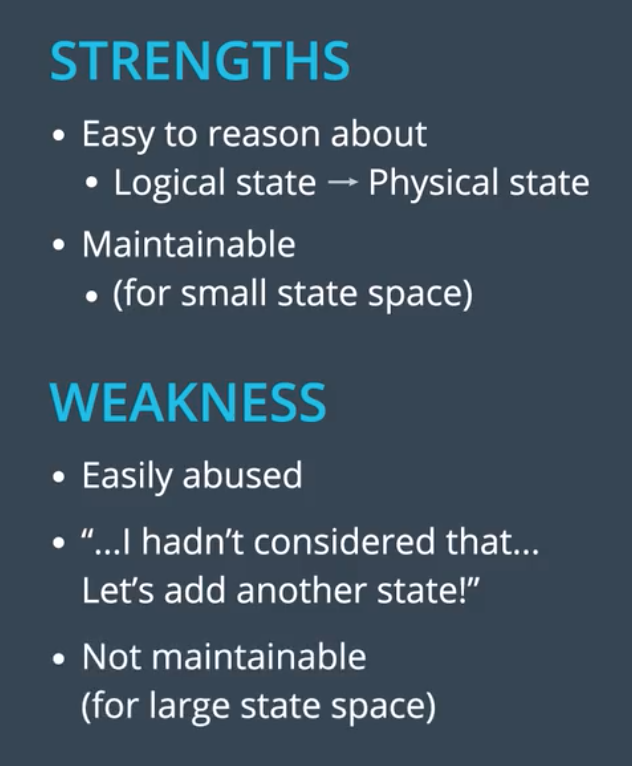 STRENGTHS
• Easy to reason about
• Logical state → Physical state
• Maintainable
• (for small state space)
WEAKNESS
• Easily abused
• “...I hadn’t considered that...
Let’s add another state!”
• Not maintainable
(for large state space)